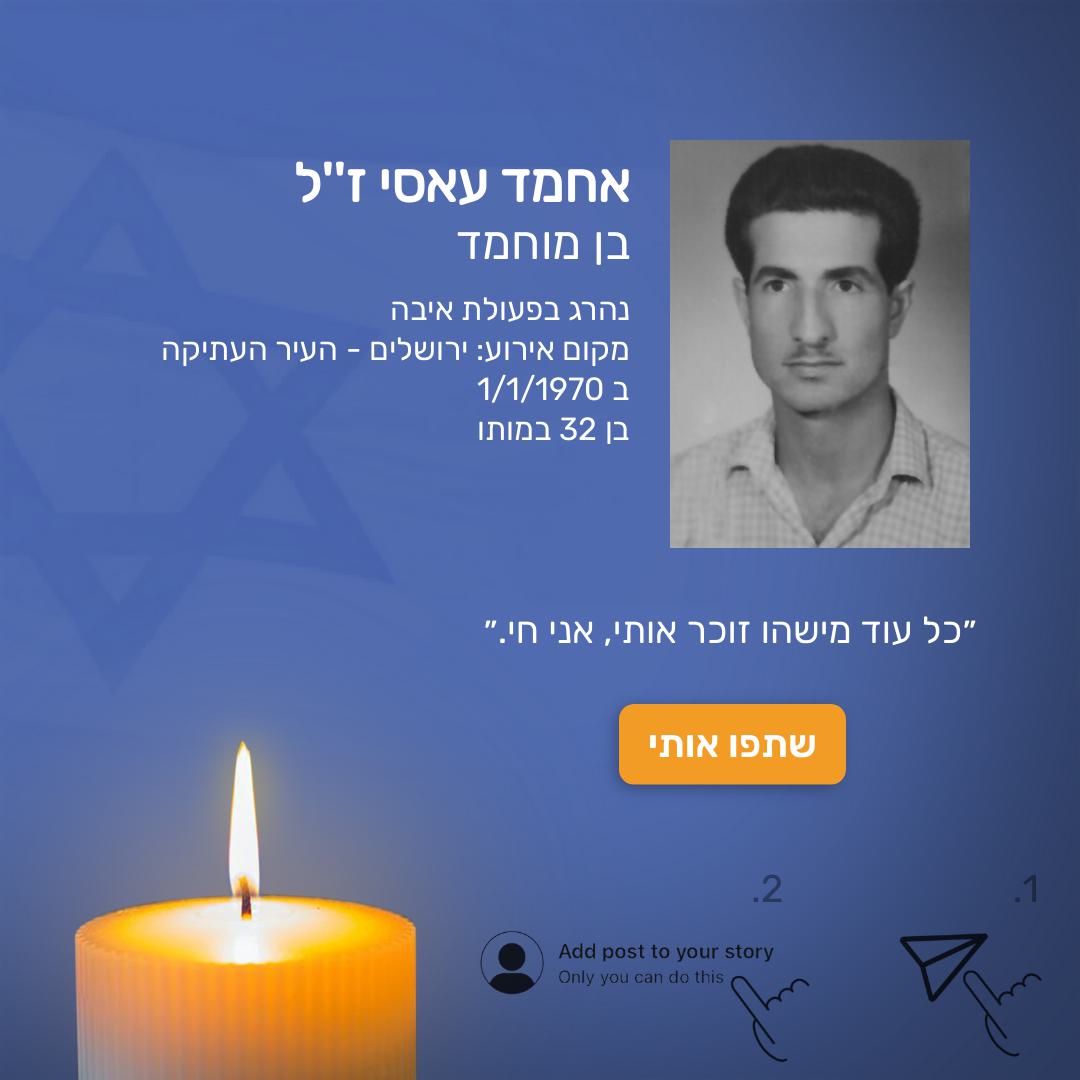 אחמד עאסי ז"ל
בן מוחמד
נהרג בפעולת איבה
מקום אירוע: ירושלים - העיר העתיקה
ב 1/1/1970
בן 32 במותו
״כל עוד מישהו זוכר אותי, אני חי.״
שתפו אותי
1.
2.
Add post to your story
Only you can do this